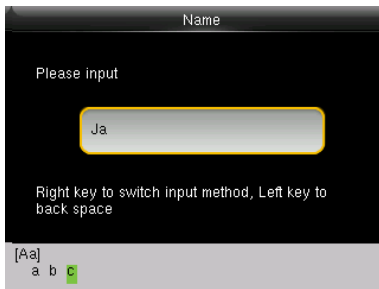 Name
Please input
Ja
Right key to switch input method, Left key to
back space
[Aa]
a b c